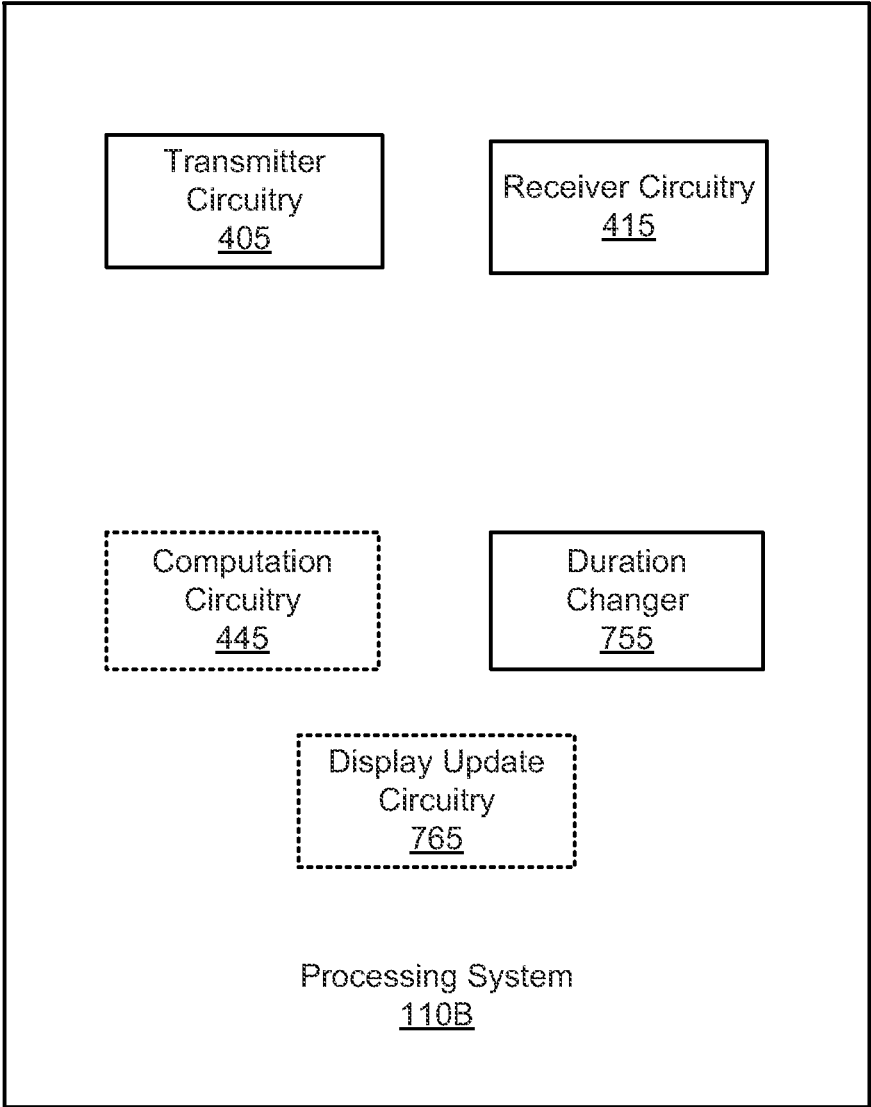 Transmitter
Circuitry
405
Receiver Circuitry
415
Computation
Circuitry
445
Duration
Changer
755
Display Update
Circuitry
765
Processing System
110B